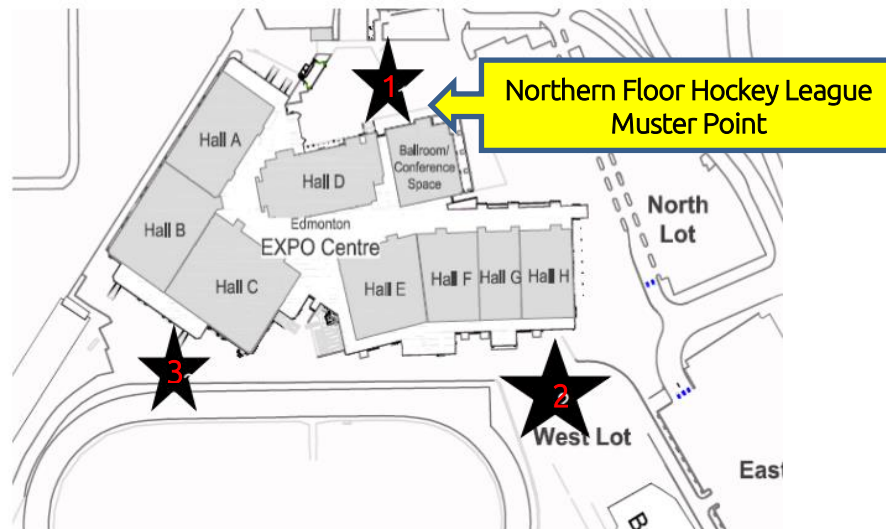 1
Northern Floor Hockey League
Muster Point
Hall A
Hall D
Ballroom/
Conference
Space
North
Lot
Hall B
Edmonton
EXPO Centre
Hall C
Hall E
Hall F
Hall G
Hall H
3
2
West Lot
East
B